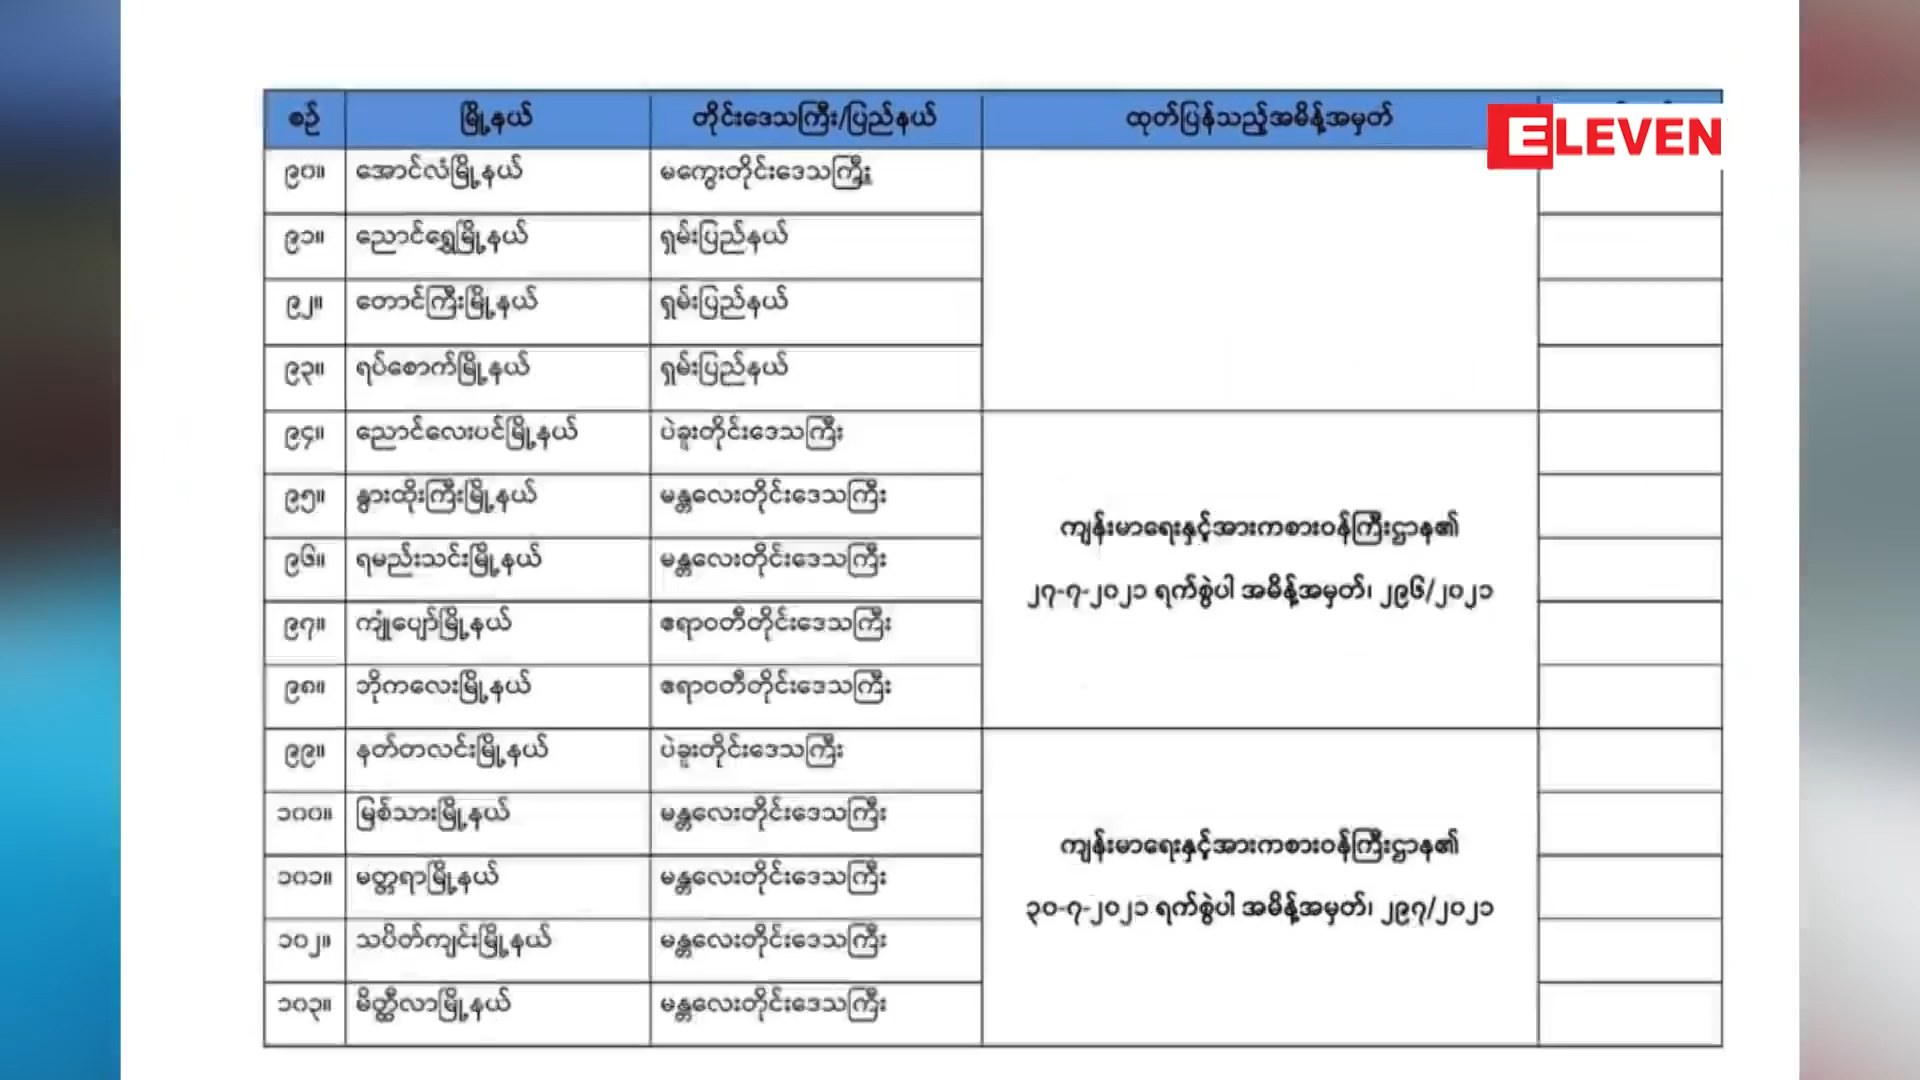 စဉ် မြို့နယ် တိုင်းဒေသကြီး/ပြည်နယ် ထုတ်ပြန်သည့်အမိန့်အမှတ်
ELEVEN
၉၀။ အောင်လံမြို့နယ် မကွေးတိုင်းဒေသကြီး
၉၁။ ညောင်ရွှေမြို့နယ် ရှမ်းပြည်နယ်
၉၂။ တောင်ကြီးမြို့နယ် ရှမ်းပြည်နယ်
၉၃။ ရပ်စောက်မြို့နယ် ရှမ်းပြည်နယ်
၉၄။ ညောင်လေးပင်မြို့နယ် ပဲခူးတိုင်းဒေသကြီး
၉၅။ နွားထိုးကြီးမြို့နယ် မန္တလေးတိုင်းဒေသကြီး
၉၆။ ရမည်းသင်းမြို့နယ် မန္တလေးတိုင်းဒေသကြီး
၉၇။ ကျုံပျော်မြို့နယ် ဧရာဝတီတိုင်းဒေသကြီး
၉၈။ ဘိုကလေးမြို့နယ် ဧရာဝတီတိုင်းဒေသကြီး
ကျန်းမာရေးနှင့်အားကစားဝန်ကြီးဌာန၏
၂၇-၇-၂၀၂၁ ရက်စွဲပါ အမိန့်အမှတ်၊ ၂၉၆/၂၀၂၁
၉၉။ နတ်တလင်းမြို့နယ် ပဲခူးတိုင်းဒေသကြီး
၁၀၀။ မြစ်သားမြို့နယ် မန္တလေးတိုင်းဒေသကြီး
၁၀၁။ မတ္တရာမြို့နယ် မန္တလေးတိုင်းဒေသကြီး
၁၀၂။ သပိတ်ကျင်းမြို့နယ် မန္တလေးတိုင်းဒေသကြီး
၁၀၃။ မိတ္ထီလာမြို့နယ် မန္တလေးတိုင်းဒေသကြီး
ကျန်းမာရေးနှင့်အားကစားဝန်ကြီးဌာန၏
၃၀-၇-၂၀၂၁ ရက်စွဲပါ အမိန့်အမှတ်၊ ၂၉၇/၂၀၂၁